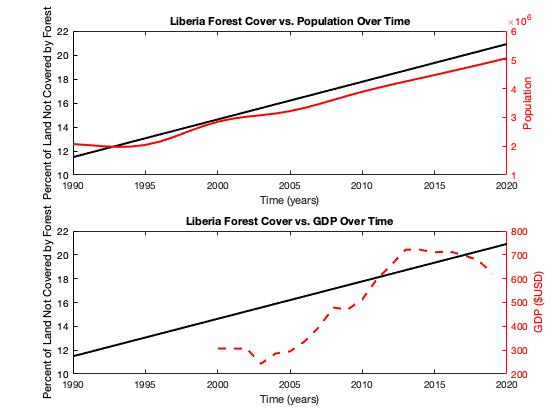 Liberia Forest Cover vs. Population Over Time
×10⁶
Percent of Land Not Covered by Forest
22
20
18
16
14
12
10
6
5
4
3
2
1
Population
1990 1995 2000 2005 2010 2015 2020
Time (years)
Liberia Forest Cover vs. GDP Over Time
Percent of Land Not Covered by Forest
22
20
18
16
14
12
10
800
700
600
500
400
300
200
GDP ($USD)
1990 1995 2000 2005 2010 2015 2020
Time (years)